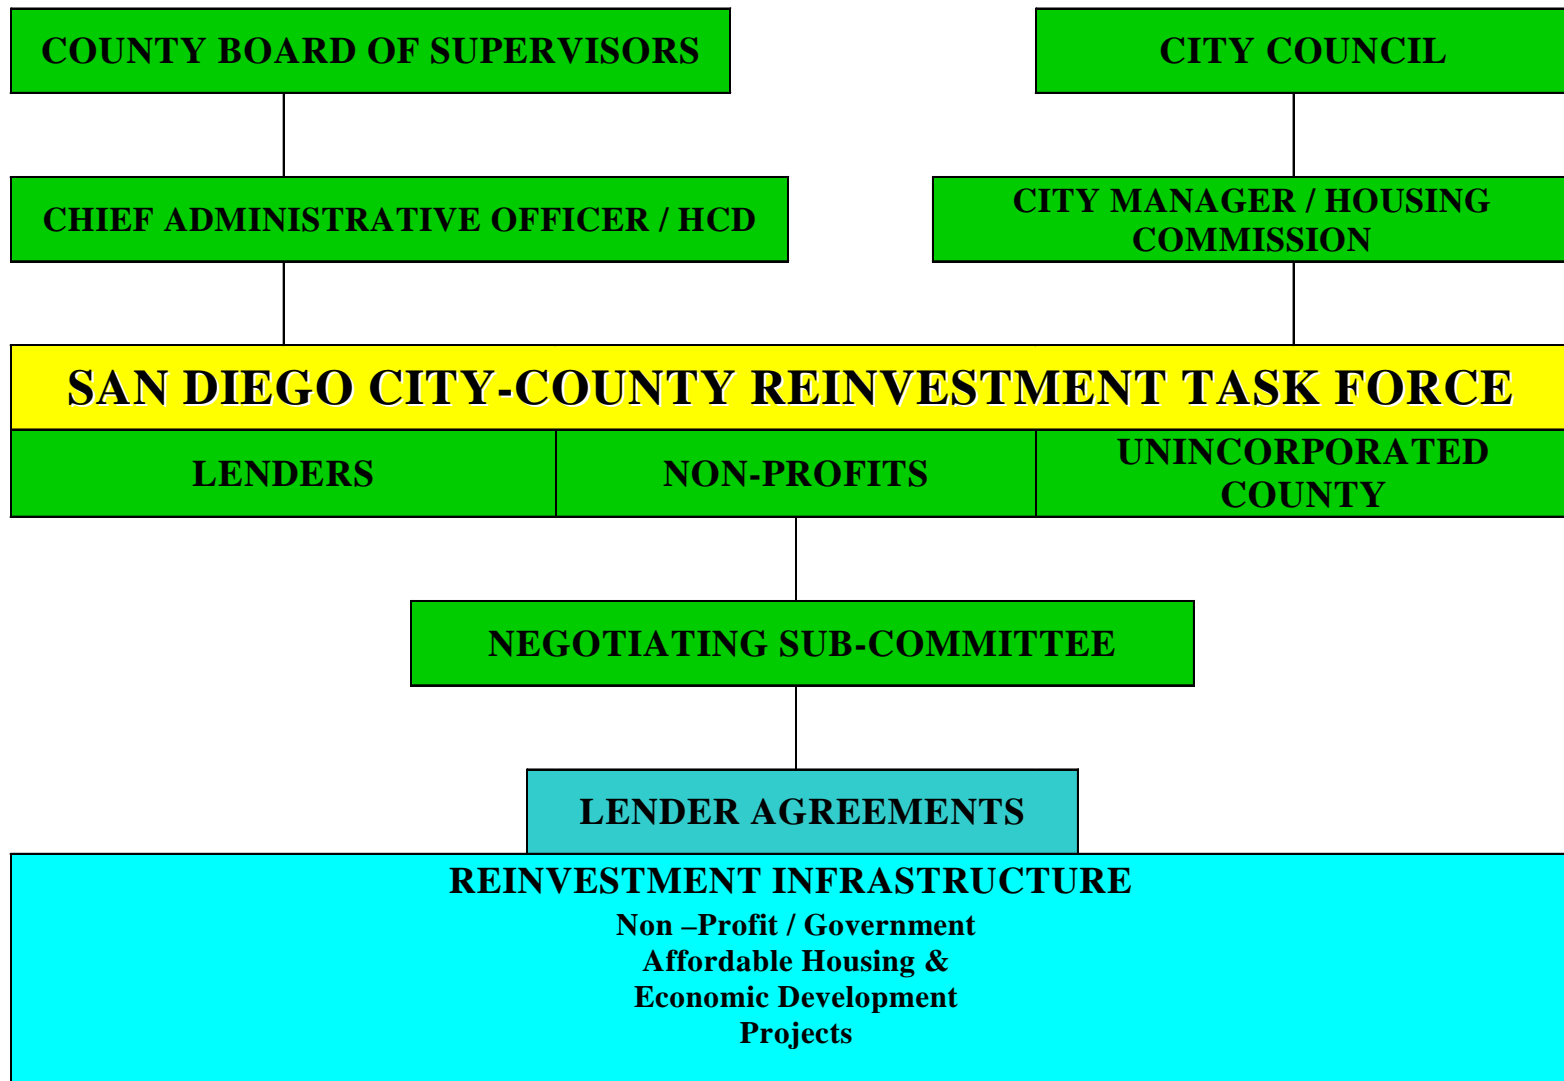 COUNTY BOARD OF SUPERVISORS
CITY COUNCIL
CHIEF ADMINISTRATIVE OFFICER / HCD
CITY MANAGER / HOUSING
COMMISSION
SAN DIEGO CITY-COUNTY REINVESTMENT TASK FORCE
LENDERS
NON-PROFITS
UNINCORPORATED
COUNTY
NEGOTIATING SUB-COMMITTEE
LENDER AGREEMENTS
REINVESTMENT INFRASTRUCTURE
Non –Profit / Government
Affordable Housing &
Economic Development
Projects